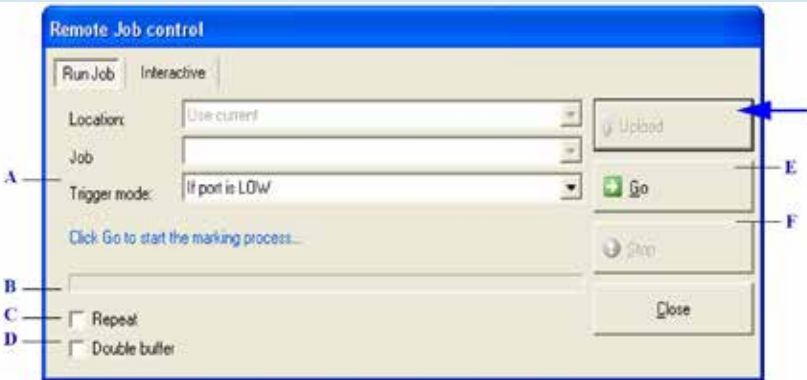 Remote Job control
Run Job Interactive
Location: Use current
Upload
Job
A Trigger mode: If port is LOW
E
Go
Click Go to start the marking process...
F
Stop
B
C Repeat
Close
D Double buffer